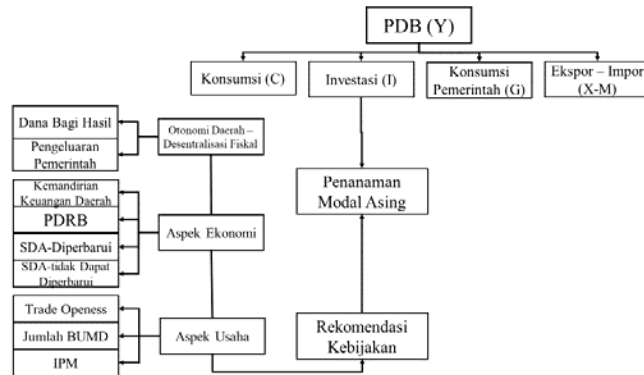 PDB (Y)
Konsumsi (C)
Investasi (I)
Konsumsi
Pemerintah (G)
Ekspor – Impor
(X-M)
Dana Bagi Hasil
Pengeluaran
Pemerintah
Otonomi Daerah –
Desentralisasi Fiskal
Kemandirian
Keuangan Daerah
PDRB
SDA-Diperbarui
SDA-tidak Dapat
Diperbarui
Aspek Ekonomi
Penanaman
Modal Asing
Trade Openess
Jumlah BUMD
IPM
Aspek Usaha
Rekomendasi
Kebijakan